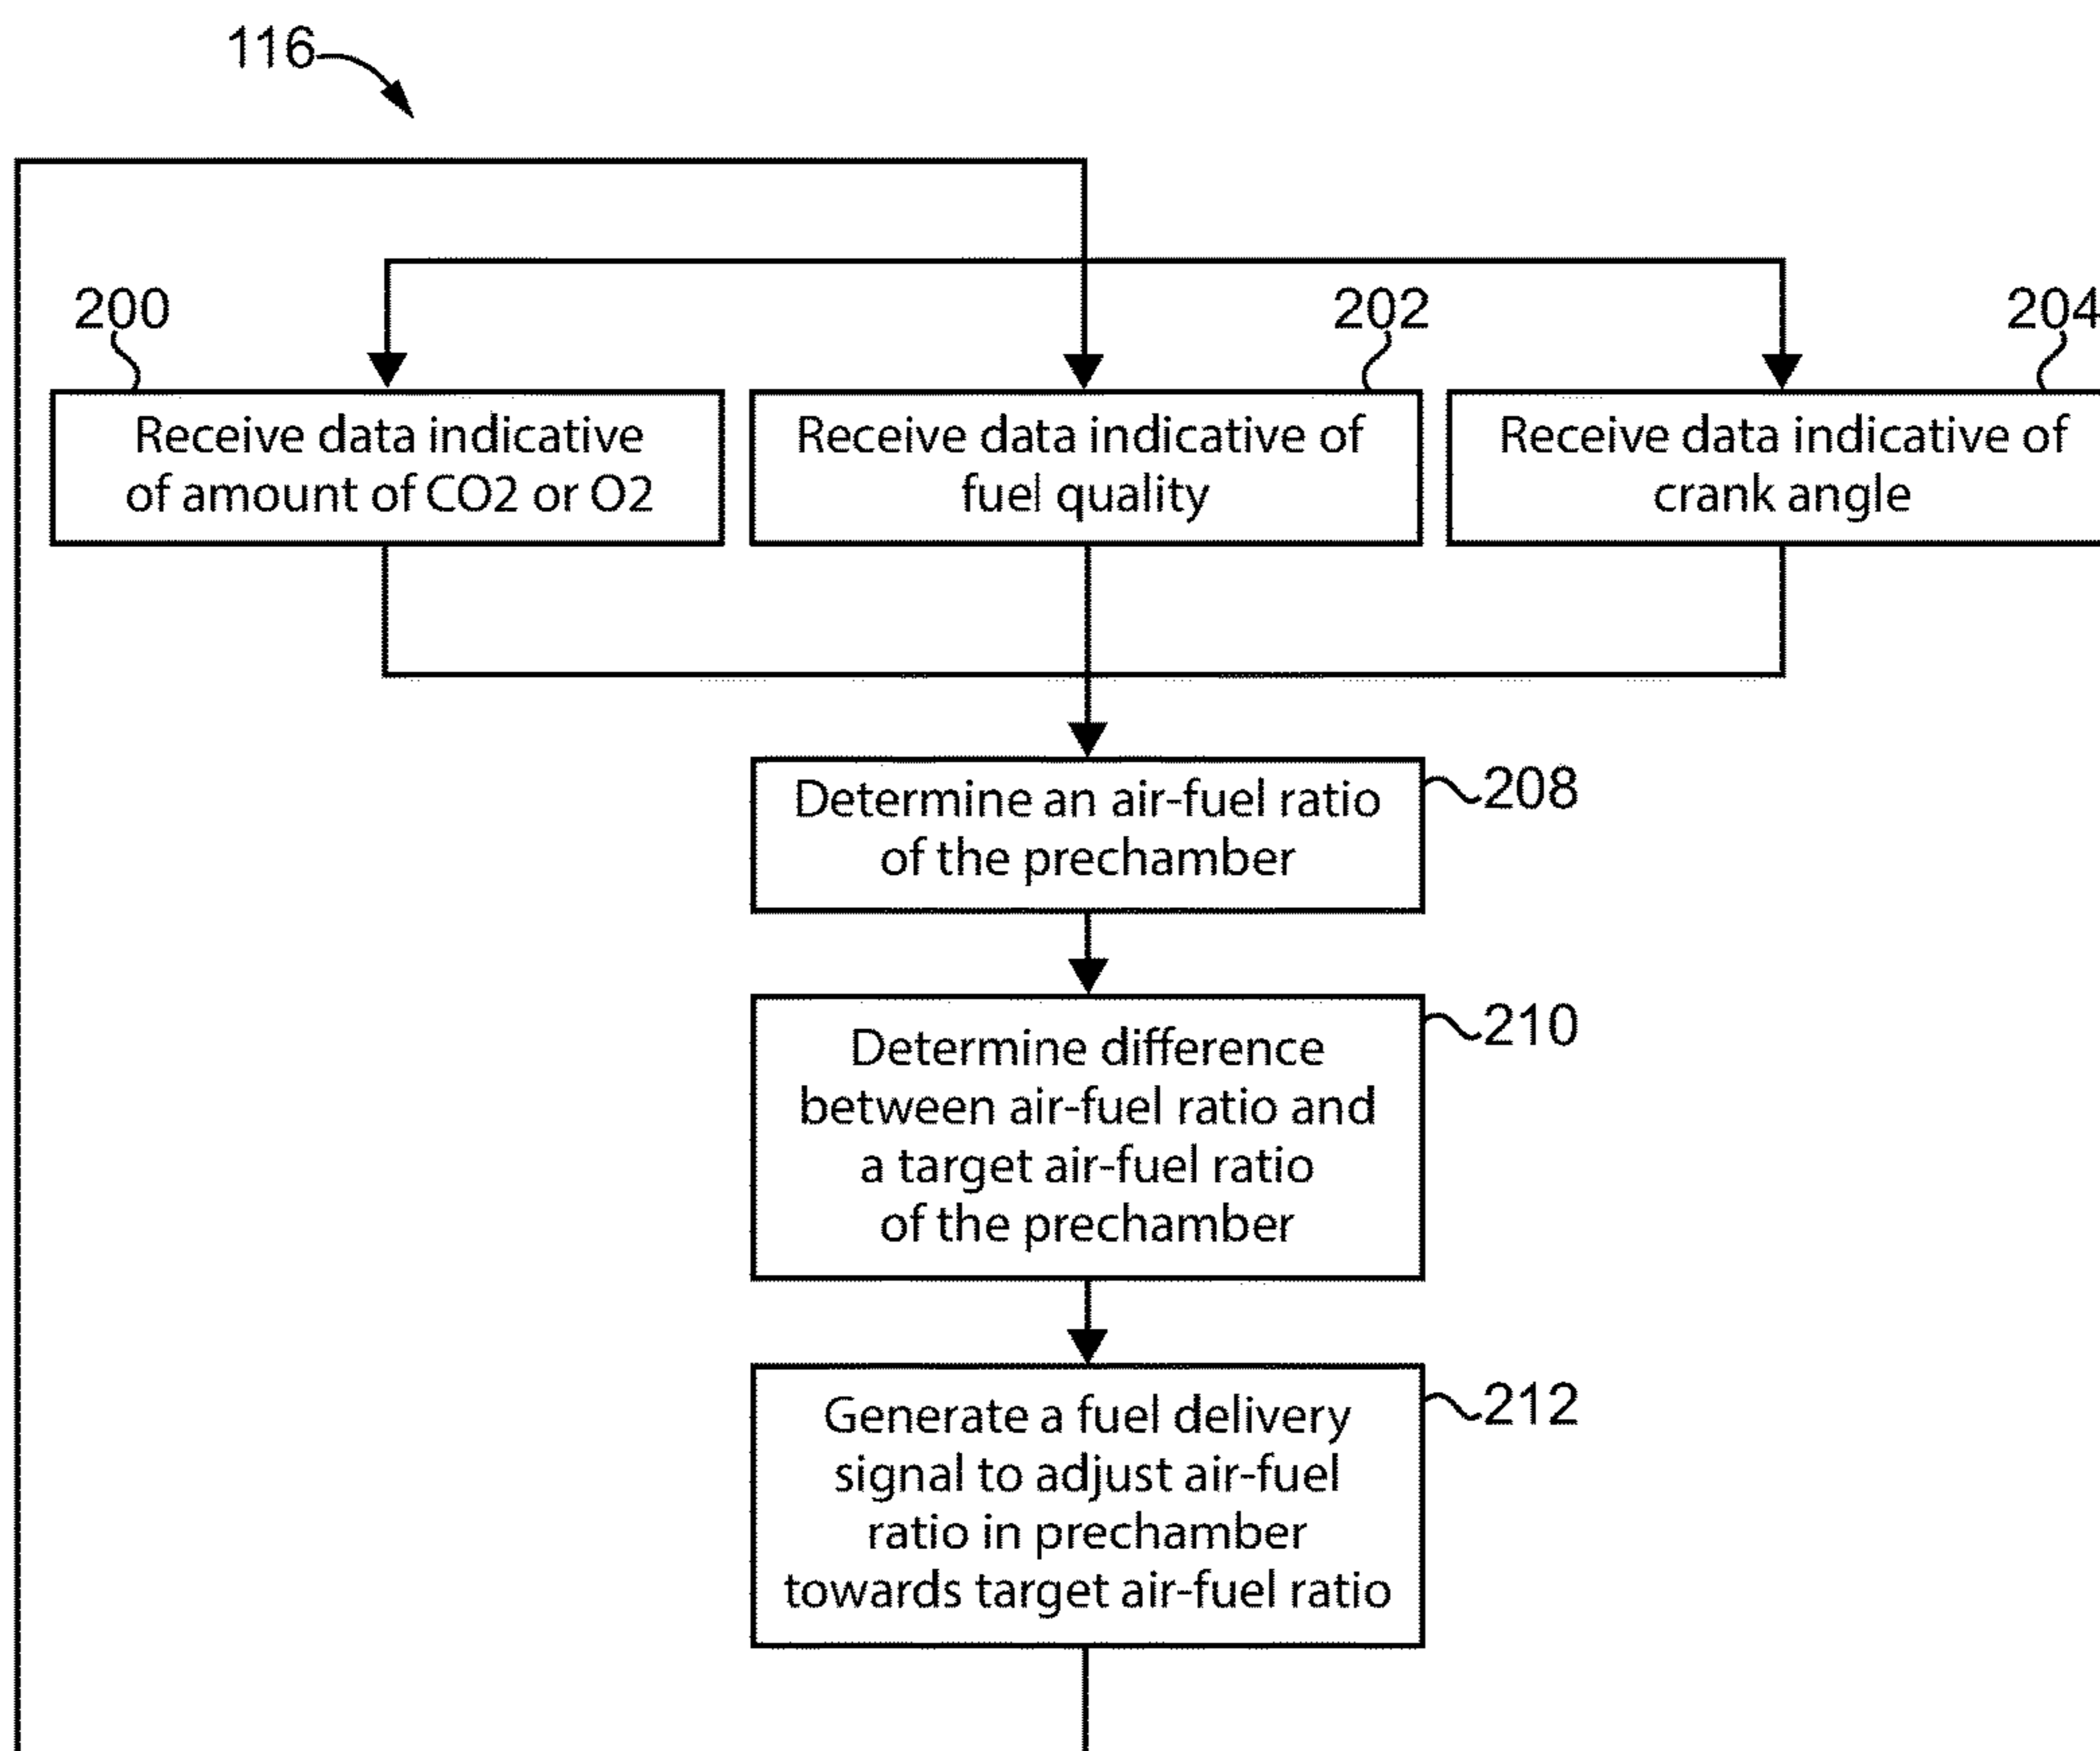 116
200
202
204
Receive data indicative
of amount of CO2 or O2
Receive data indicative of
fuel quality
Receive data indicative of
crank angle
208
Determine an air-fuel ratio
of the prechamber
210
Determine difference
between air-fuel ratio and
a target air-fuel ratio
of the prechamber
212
Generate a fuel delivery
signal to adjust air-fuel
ratio in prechamber
towards target air-fuel ratio